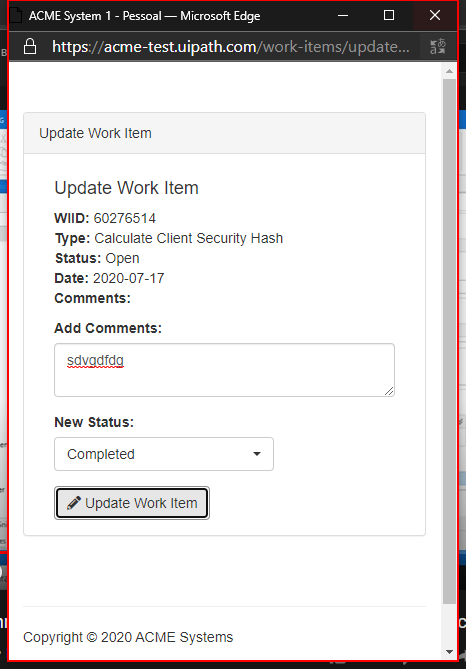 ACME System 1 - Pessoal — Microsoft Edge
https://acme-test.uipath.com/work-items/update...
Update Work Item
Update Work Item
WIID: 60276514
Type: Calculate Client Security Hash
Status: Open
Date: 2020-07-17
Comments:
Add Comments:
sdvgdfdg
New Status:
Completed
Update Work Item
Copyright © 2020 ACME Systems